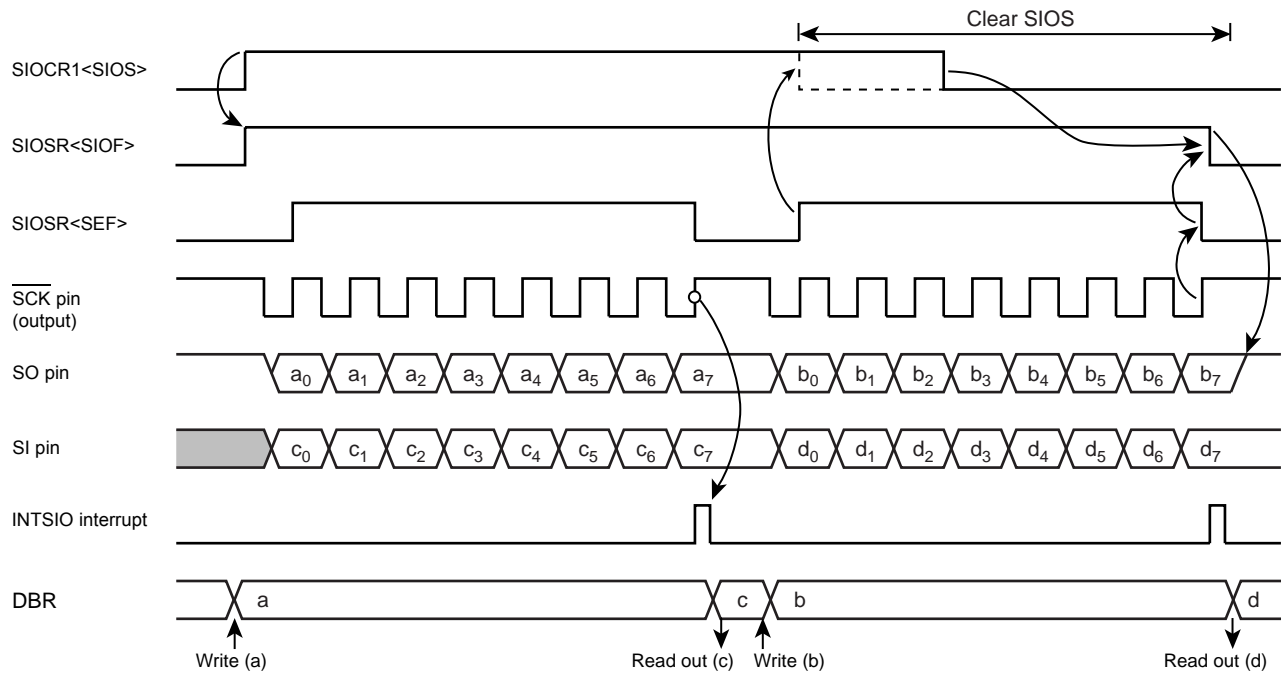 Clear SIOS
SIOCR1<SIOS>
SIOSR<SIOF>
SIOSR<SEF>
SCK pin
(output)
SO pin a0 a1 a2 a3 a4 a5 a6 a7 b0 b1 b2 b3 b4 b5 b6 b7
SI pin c0 c1 c2 c3 c4 c5 c6 c7 d0 d1 d2 d3 d4 d5 d6 d7
INTSIO interrupt
DBR a c b d
Write (a) Read out (c) Write (b) Read out (d)